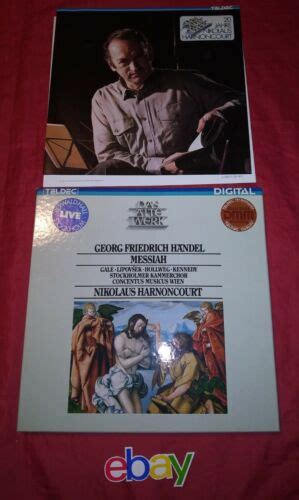 TELDEC
20
JAHRE
NIKOLAUS
HARNONCOURT
TELDEC
DIGITAL
LIVE
DAS
ALTE
WERK
DMM
GEORG FRIEDRICH HÄNDEL
MESSIAH
GALE · LIPOVŠEK · HOLLWEG · KENNEDY
STOCKHOLMER KAMMERCHOR
CONCENTUS MUSICUS WIEN
NIKOLAUS HARNONCOURT
ebay